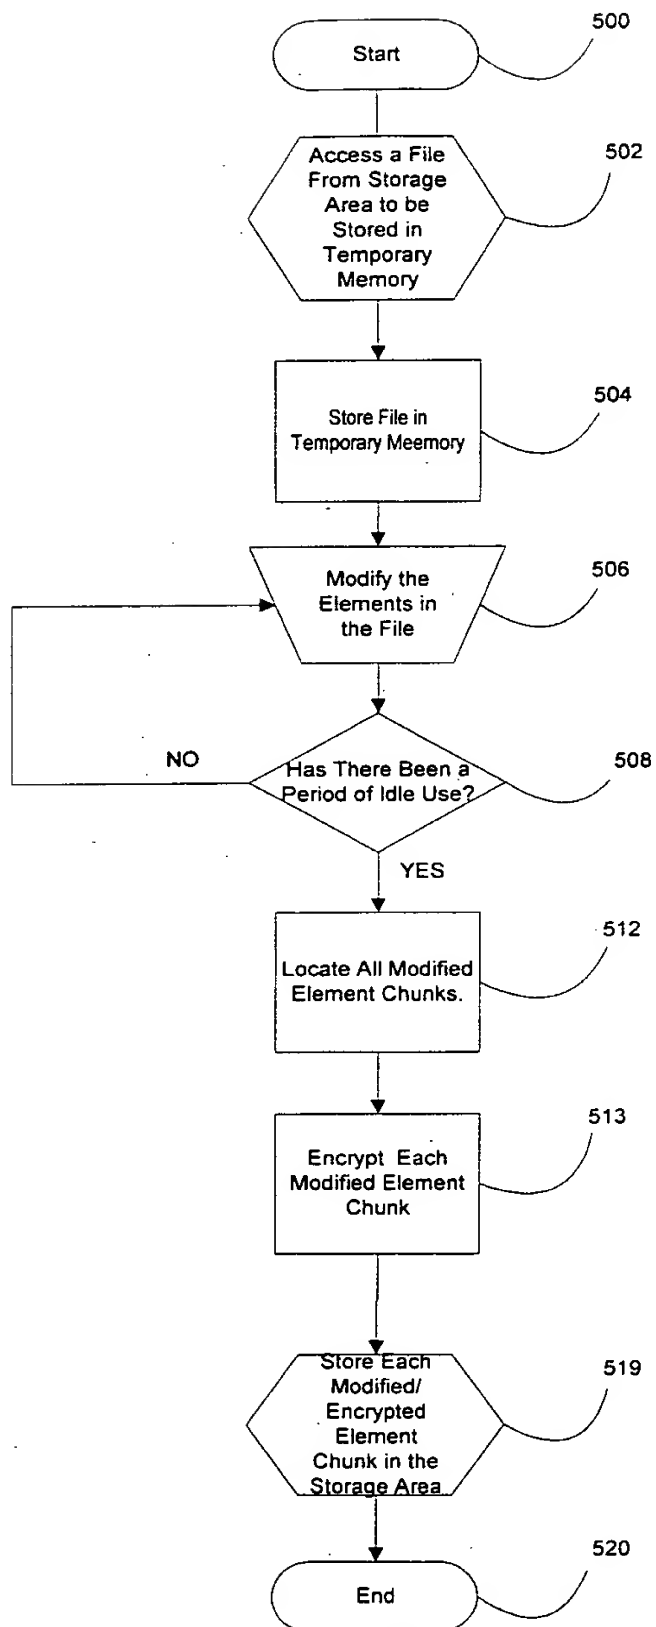 500
Start
502
Access a File
From Storage
Area to be
Stored in
Temporary
Memory
504
Store File in
Temporary Meemory
506
Modify the
Elements in
the File
NO
508
Has There Been a
Period of Idle Use?
YES
512
Locate All Modified
Element Chunks.
513
Encrypt Each
Modified Element
Chunk
519
Store Each
Modified/
Encrypted
Element
Chunk in the
Storage Area
520
End